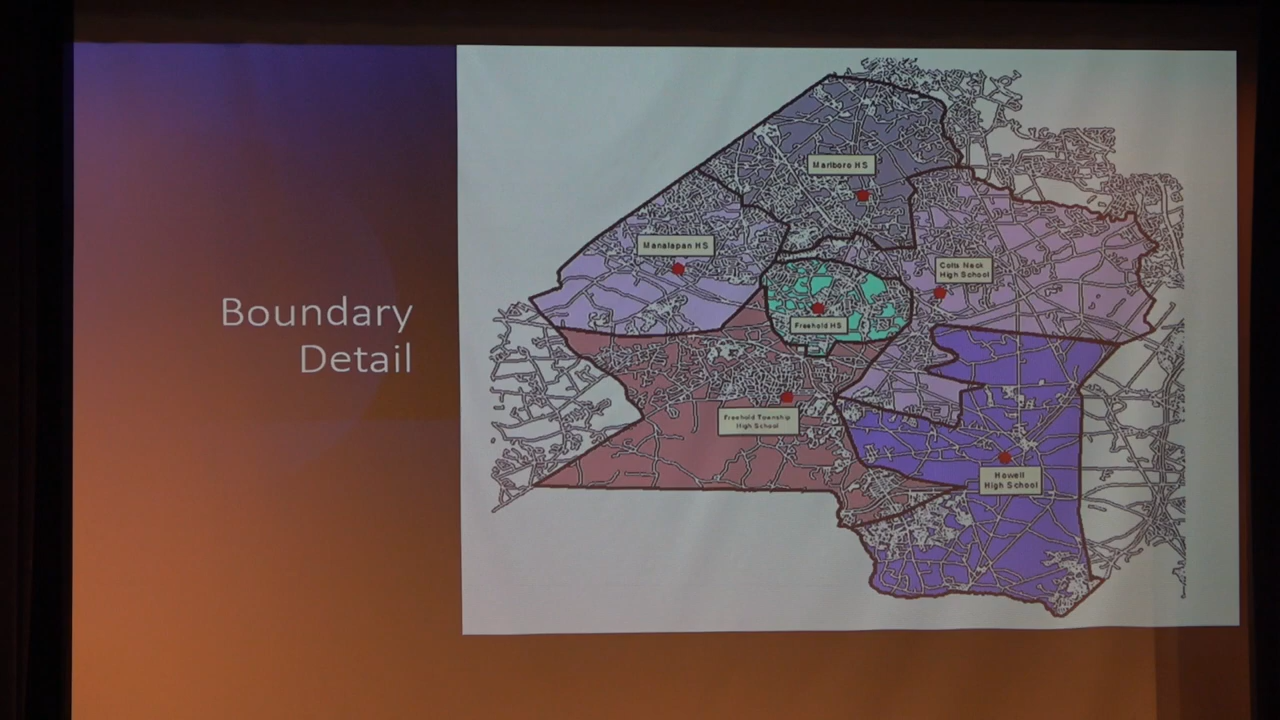 Boundary
Detail
Marlboro HS
Manalapan HS
Colts Neck
High School
Freehold HS
Freehold Township
High School
Howell
High School